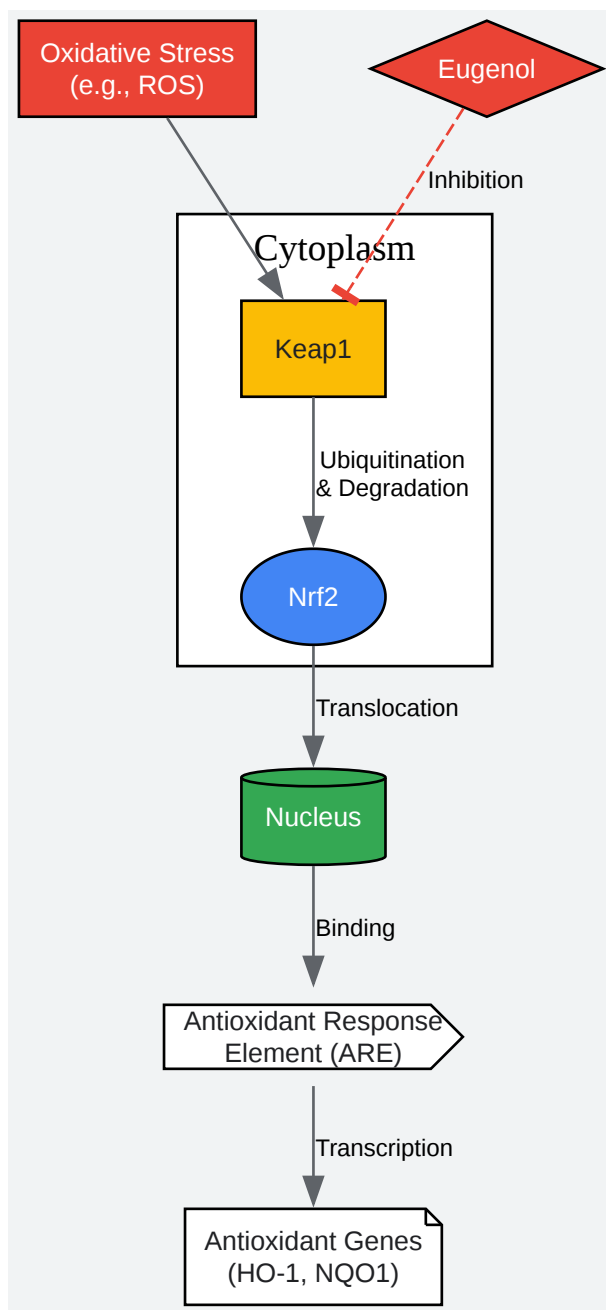 Oxidative Stress
(e.g., ROS)
Eugenol
Inhibition
Cytoplasm
Keap1
Ubiquitination
& Degradation
Nrf2
Translocation
Nucleus
Binding
Antioxidant Response
Element (ARE)
Transcription
Antioxidant Genes
(HO-1, NQO1)